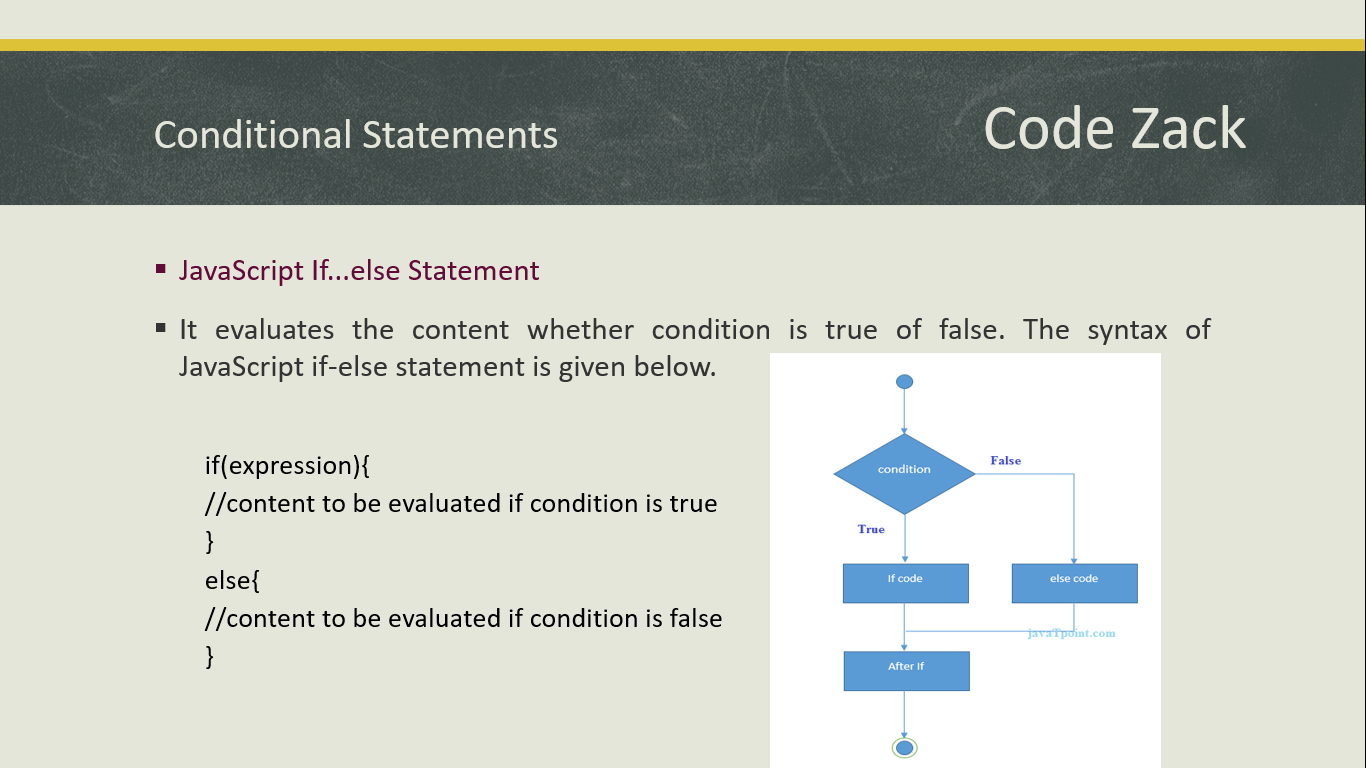 Conditional Statements
Code Zack
JavaScript If...else Statement
It evaluates the content whether condition is true of false. The syntax of
JavaScript if-else statement is given below.
if(expression){
//content to be evaluated if condition is true
}
else{
//content to be evaluated if condition is false
}
condition
False
True
If code
else code
javaTpoint.com
After If